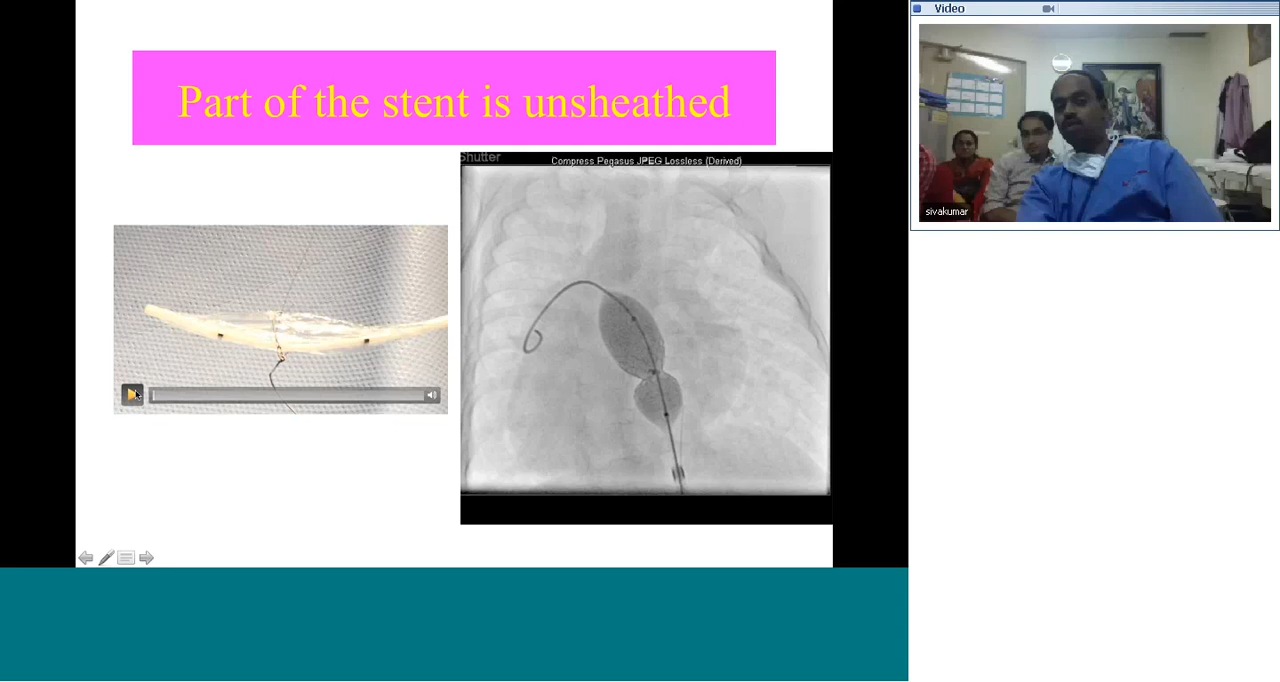 Part of the stent is unsheathed
Shutter
Compress Pegasus JPEG Lossless (Derived)
Video
sivakumar